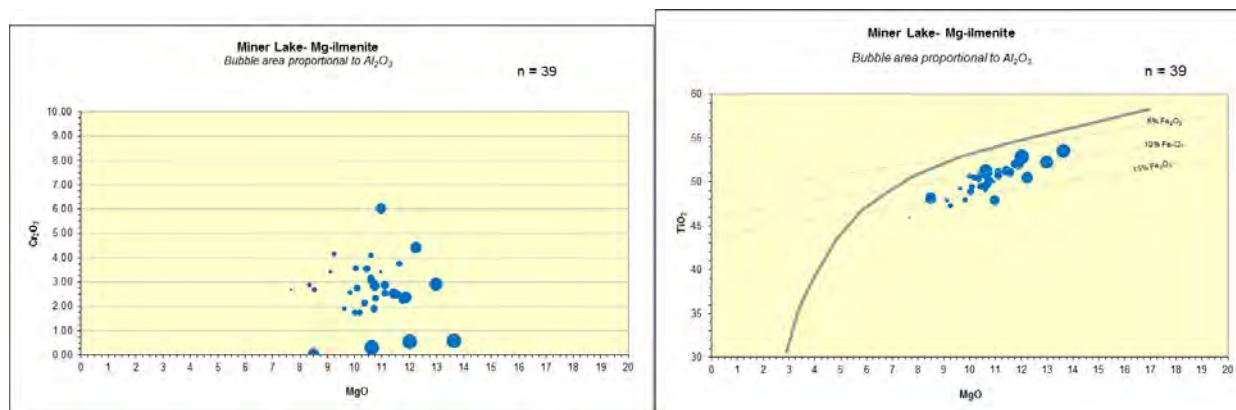 Miner Lake- Mg-ilmenite
Bubble area proportional to Al₂O₃
n = 39
10.00
9.00
8.00
7.00
6.00
5.00
4.00
3.00
2.00
1.00
0.00
Cr₂O₃
0 1 2 3 4 5 6 7 8 9 10 11 12 13 14 15 16 17 18 19 20
MgO
Miner Lake- Mg-ilmenite
Bubble area proportional to Al₂O₃
n = 39
60
55
50
45
40
35
30
TiO₂
Fe₂O₃
10%
Fe₂O₃
0 1 2 3 4 5 6 7 8 9 10 11 12 13 14 15 16 17 18 19 20
MgO